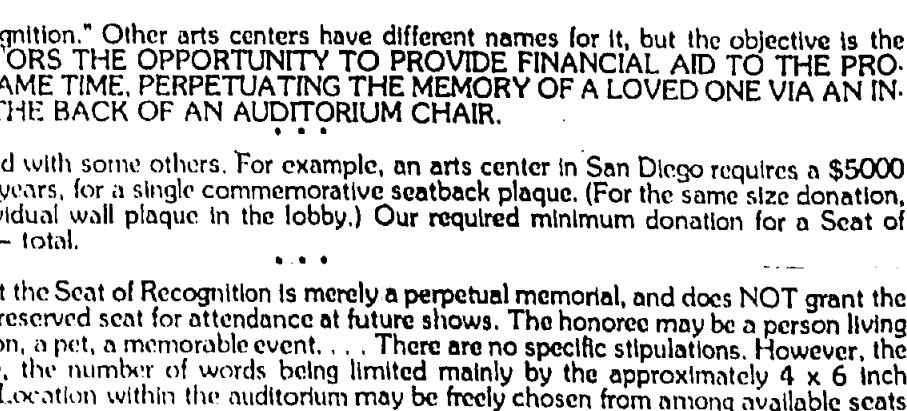 gnition." Other arts centers have different names for it, but the objective is the
ORS THE OPPORTUNITY TO PROVIDE FINANCIAL AID TO THE PRO-
AME TIME, PERPETUATING THE MEMORY OF A LOVED ONE VIA AN IN-
THE BACK OF AN AUDITORIUM CHAIR.
• • •
d with some others. For example, an arts center in San Diego requires a $5000
years, for a single commemorative seatback plaque. (For the same size donation,
vidual wall plaque in the lobby.) Our required minimum donation for a Seat of
– total.
• • •
t the Seat of Recognition is merely a perpetual memorial, and does NOT grant the
reserved seat for attendance at future shows. The honoree may be a person living
on, a pet, a memorable event. . . . There are no specific stipulations. However, the
, the number of words being limited mainly by the approximately 4 x 6 inch
Location within the auditorium may be freely chosen from among available seats